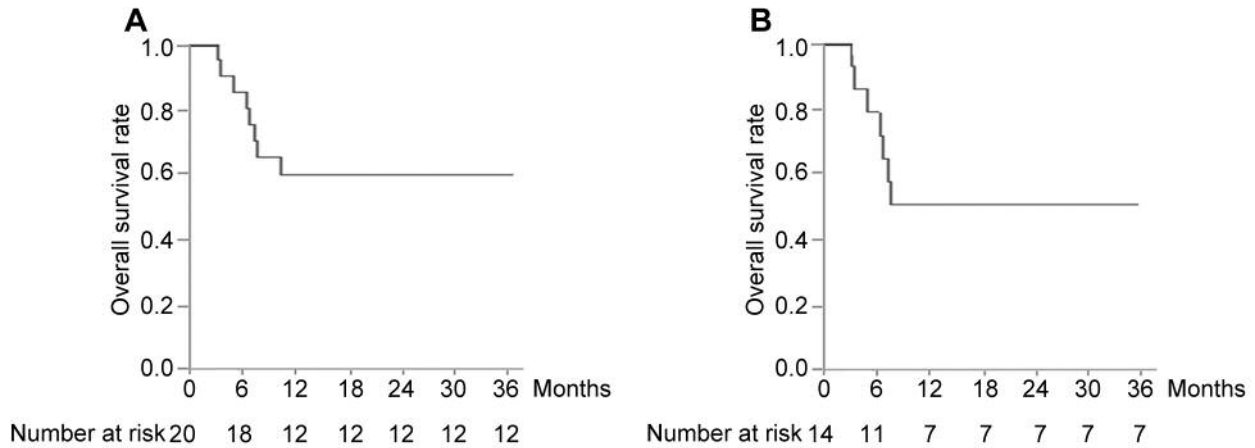 A
Overall survival rate
1.0
0.8
0.6
0.4
0.2
0.0
0 6 12 18 24 30 36 Months
Number at risk 20 18 12 12 12 12 12
B
Overall survival rate
1.0
0.8
0.6
0.4
0.2
0.0
0 6 12 18 24 30 36 Months
Number at risk 14 11 7 7 7 7 7